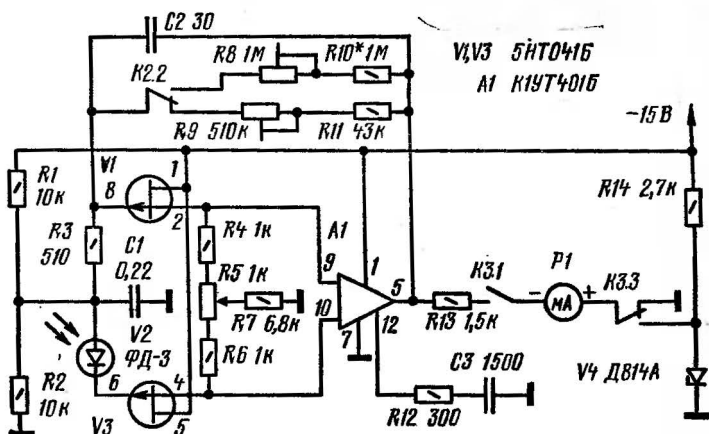 C2 30
V1,V3 5НТ041Б
A1 К1УТ401Б
R8 1М
R10* 1М
K2.2
R9 510к
R11 43к
−15В
R1
10к
V1
8
1
2
R14 2,7к
R3
510
C1
0,22
R4 1к
A1
9
1
5
R5 1к
K3.1
P1
K3.3
10
12
7
−
мА
+
R7 6,8к
R13 1,5к
V2
ФД-3
R6 1к
C3 1500
V4 Д814А
R2
10к
6
4
5
V3
R12 300